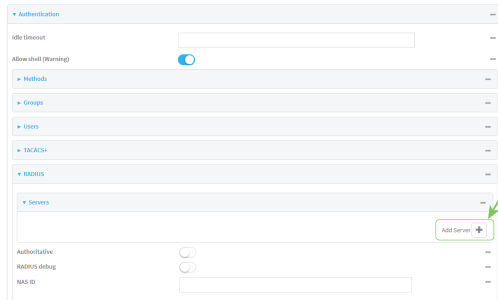 Authentication
Idle timeout
Allow shell (Warning)
Methods
Groups
Users
TACACS+
RADIUS
Servers
Add Server
Authoritative
RADIUS debug
NAS ID